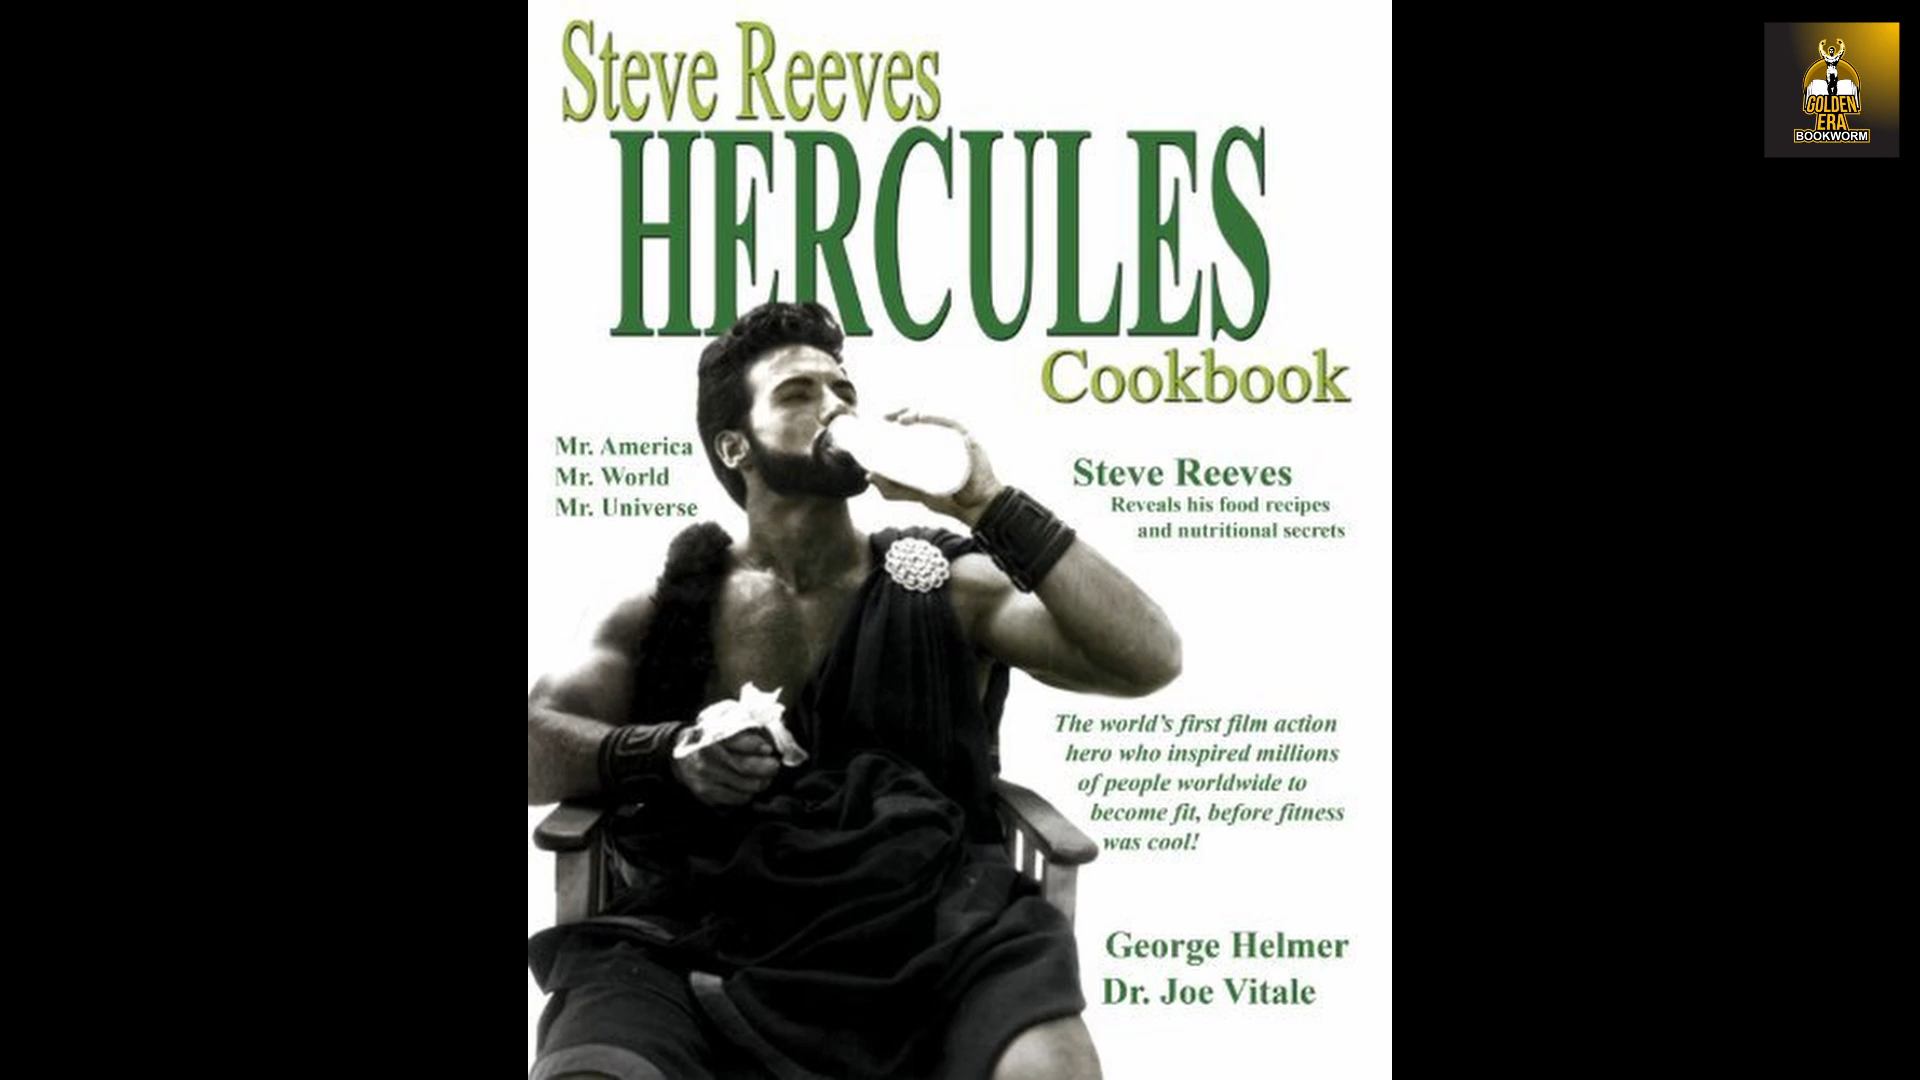 Steve Reeves
HERCULES
Cookbook
Mr. America
Mr. World
Mr. Universe
Steve Reeves
Reveals his food recipes
and nutritional secrets
The world's first film action
hero who inspired millions
of people worldwide to
become fit, before fitness
was cool!
George Helmer
Dr. Joe Vitale
GOLDEN
ERA
BOOKWORM